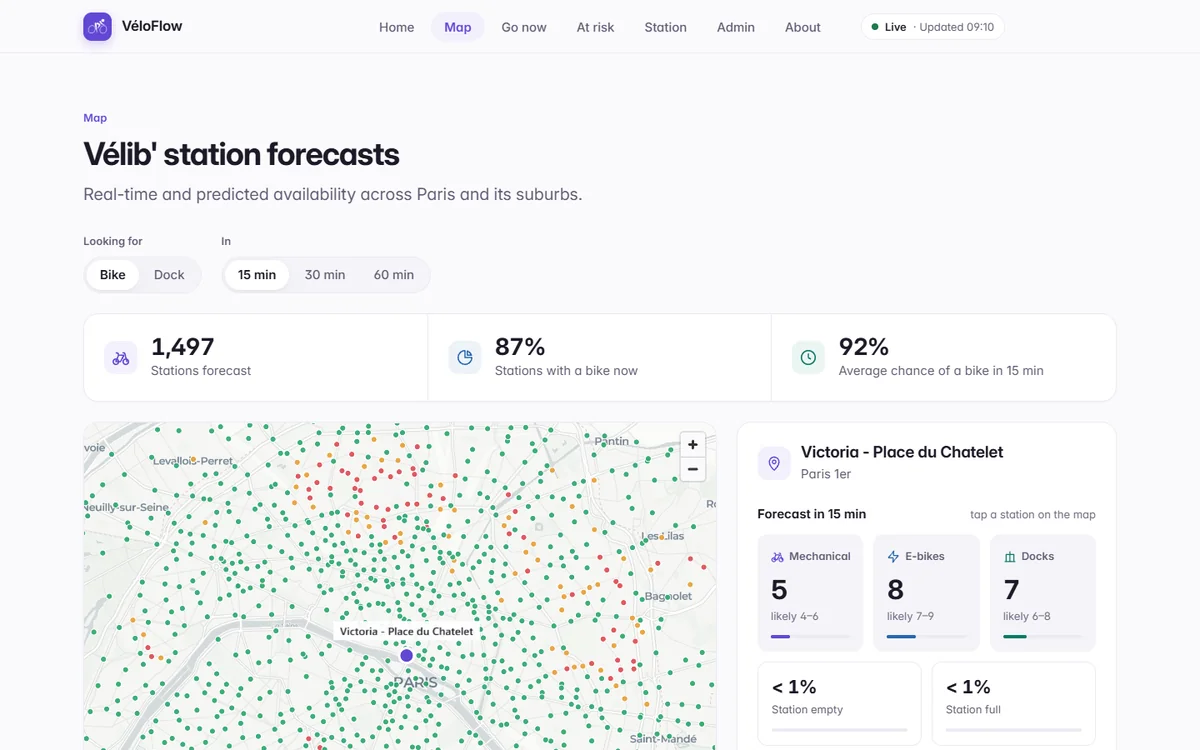 VéloFlow
Home
Map
Go now
At risk
Station
Admin
About
Live · Updated 09:10
Map
Vélib' station forecasts
Real-time and predicted availability across Paris and its suburbs.
Looking for
In
Bike
Dock
15 min
30 min
60 min
1,497
Stations forecast
87%
Stations with a bike now
92%
Average chance of a bike in 15 min
voie
Levallois-Perret
Pantin
Neuilly-sur-Seine
Les Lilas
Bagnolet
Victoria - Place du Chatelet
PARIS
Saint-Mandé
+
−
Victoria - Place du Chatelet
Paris 1er
Forecast in 15 min
tap a station on the map
Mechanical
5
likely 4–6
E-bikes
8
likely 7–9
Docks
7
likely 6–8
< 1%
Station empty
< 1%
Station full